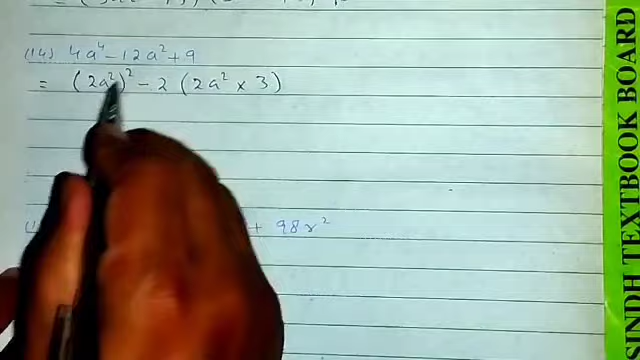 (14) 4a⁴ - 12a² + 9
= (2a²)² - 2 (2a² × 3)
+ 98x²
SINDH TEXTBOOK BOARD